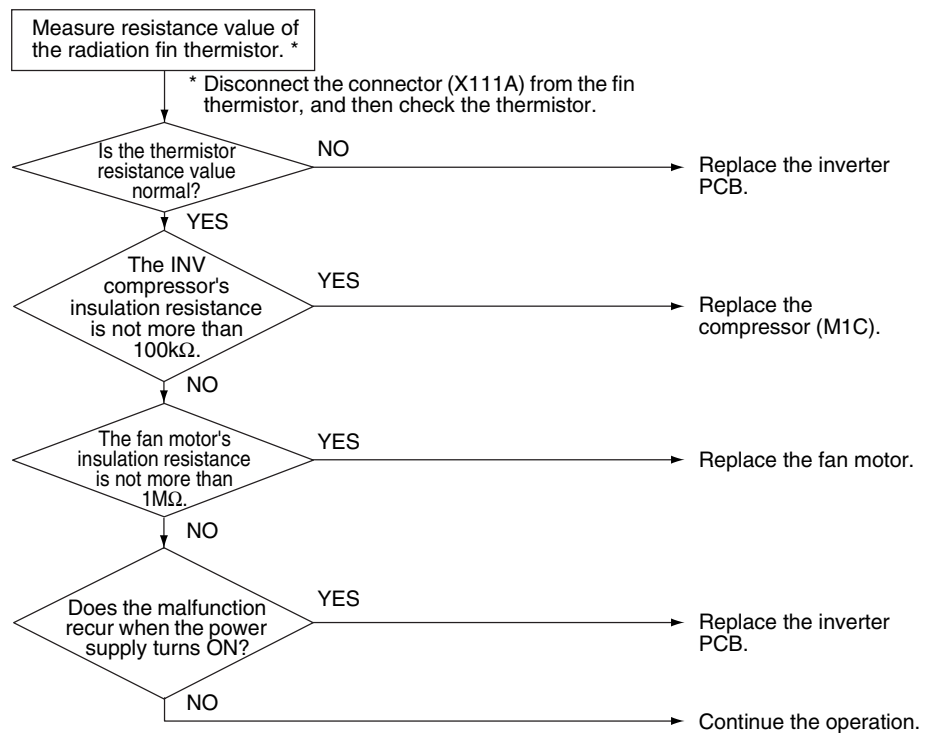 Measure resistance value of
the radiation fin thermistor. *
* Disconnect the connector (X111A) from the fin
thermistor, and then check the thermistor.
Is the thermistor
resistance value
normal?
NO
Replace the inverter
PCB.
YES
The INV
compressor's
insulation resistance
is not more than
100kΩ.
YES
Replace the
compressor (M1C).
NO
The fan motor's
insulation resistance
is not more than
1MΩ.
YES
Replace the fan motor.
NO
Does the malfunction
recur when the power
supply turns ON?
YES
Replace the inverter
PCB.
NO
Continue the operation.